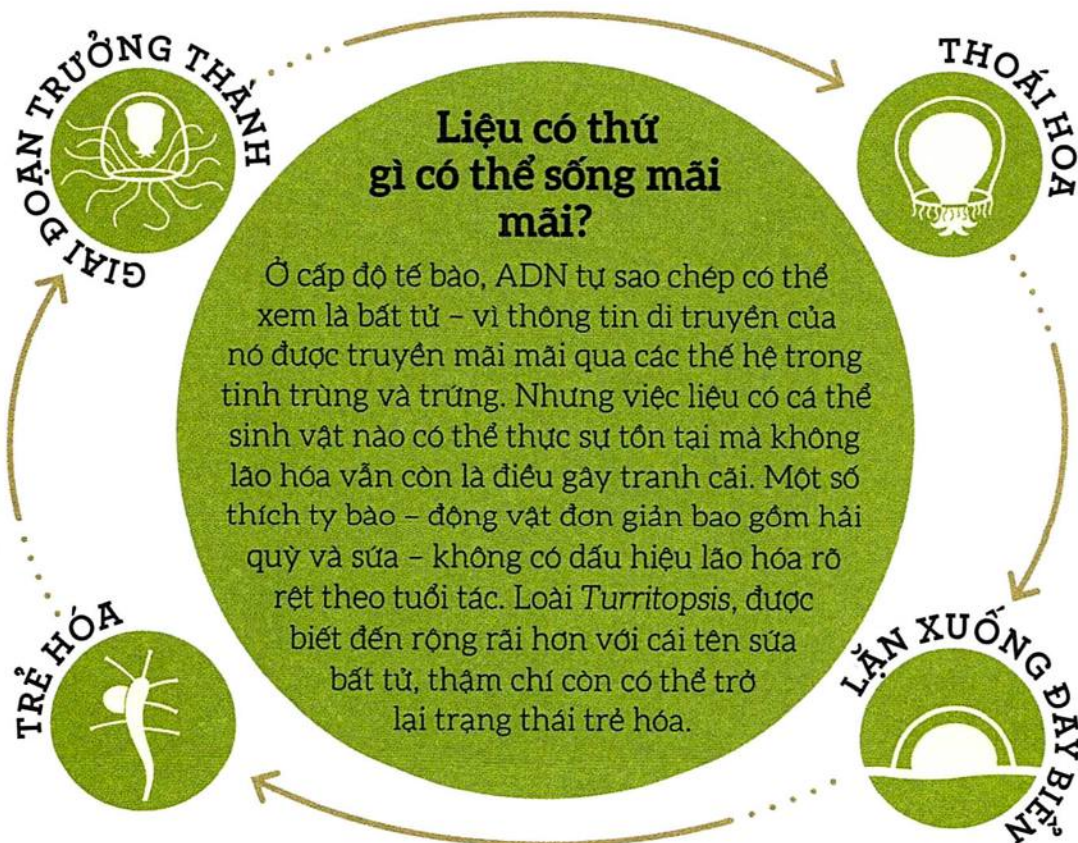 GIAI ĐOẠN TRƯỞNG THÀNH
THOÁI HOA
Liệu có thứ
gì có thể sống mãi
mãi?
Ở cấp độ tế bào, ADN tự sao chép có thể
xem là bất tử – vì thông tin di truyền của
nó được truyền mãi mãi qua các thế hệ trong
tinh trùng và trứng. Nhưng việc liệu có cá thể
sinh vật nào có thể thực sự tồn tại mà không
lão hóa vẫn còn là điều gây tranh cãi. Một số
thích ty bào – động vật đơn giản bao gồm hải
quỳ và sứa – không có dấu hiệu lão hóa rõ
rệt theo tuổi tác. Loài Turritopsis, được
biết đến rộng rãi hơn với cái tên sứa
bất tử, thậm chí còn có thể trở
lại trạng thái trẻ hóa.
TRẺ HÓA
LẶN XUỐNG ĐAY BIỂN